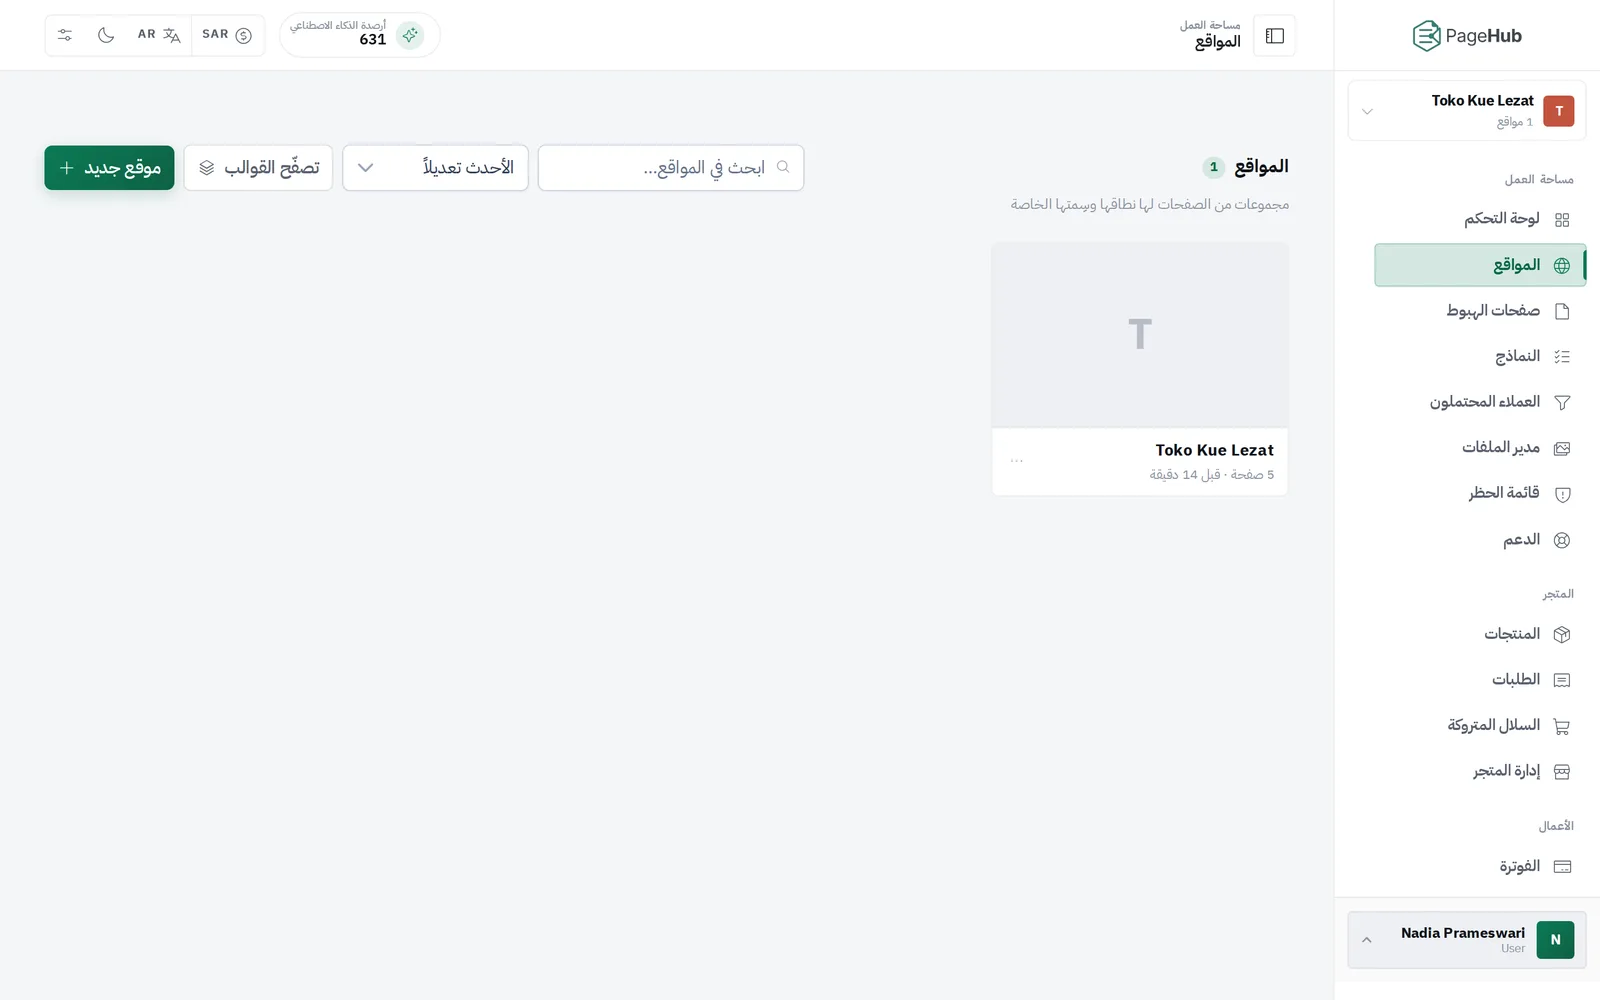 PageHub
مساحة العمل
المواقع
أرصدة الذكاء الاصطناعي
631
SAR
AR
T
Toko Kue Lezat
1 مواقع
مساحة العمل
لوحة التحكم
المواقع
صفحات الهبوط
النماذج
العملاء المحتملون
مدير الملفات
قائمة الحظر
الدعم
المتجر
المنتجات
الطلبات
السلال المتروكة
إدارة المتجر
الأعمال
الفوترة
N
Nadia Prameswari
User
المواقع 1
مجموعات من الصفحات لها نطاقها وسِمتها الخاصة
ابحث في المواقع...
الأحدث تعديلاً
تصفّح القوالب
موقع جديد
T
Toko Kue Lezat
5 صفحة · قبل 14 دقيقة